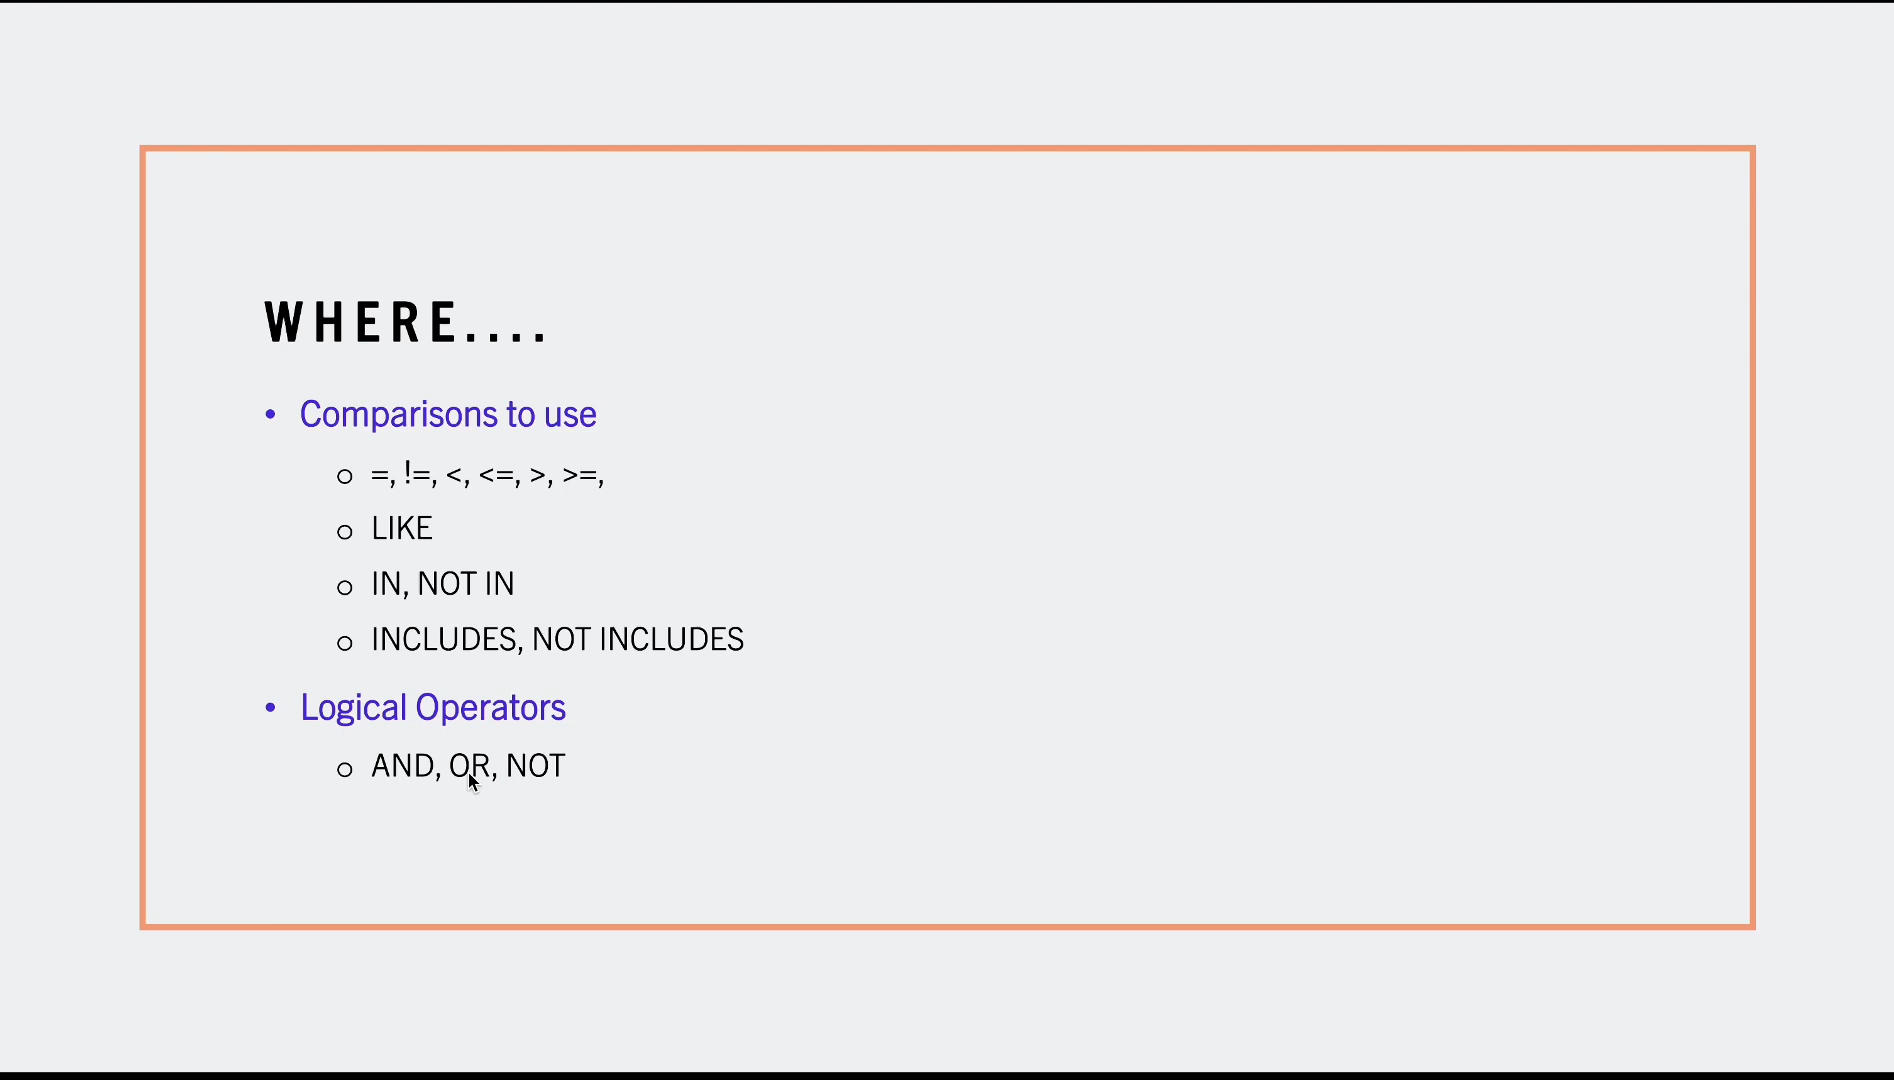 WHERE....
• Comparisons to use
○ =, !=, <, <=, >, >=,
○ LIKE
○ IN, NOT IN
○ INCLUDES, NOT INCLUDES
• Logical Operators
○ AND, OR, NOT